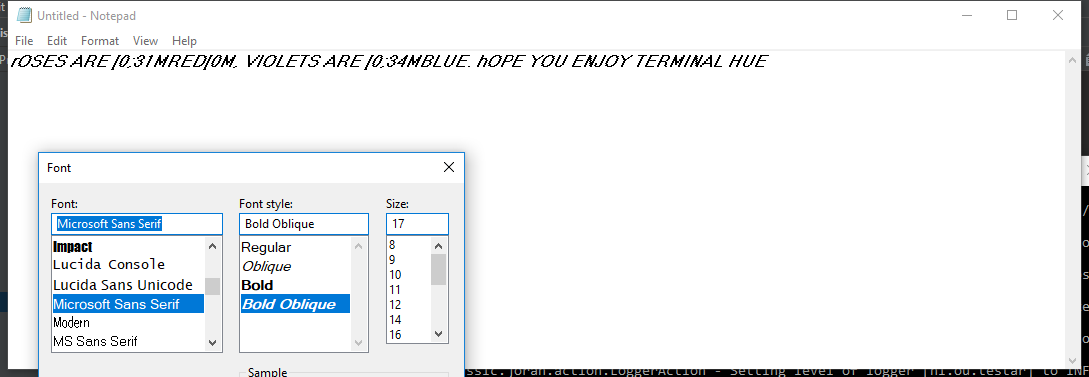 Untitled - Notepad
File Edit Format View Help
rOSES ARE [0;31MRED[0M, VIOLETS ARE [0;34MBLUE. hOPE YOU ENJOY TERMINAL HUE
Font
Font: Font style: Size:
Microsoft Sans Serif Bold Oblique 17
Impact Regular 8
Lucida Console Oblique 9
Lucida Sans Unicode Bold 10
Microsoft Sans Serif Bold Oblique 11
Modern 12
MS Sans Serif 14
16
Sample
ssic.joran.action.LoggerAction - Setting level of logger [nl.ou.testar] to INF